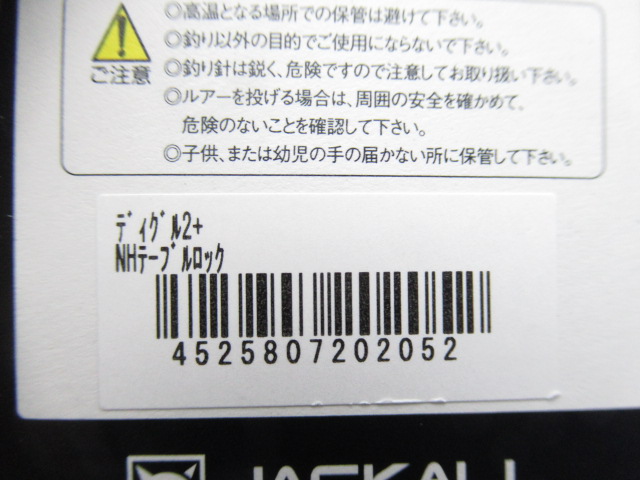 ◎高温となる場所での保管は避けて下さい。
◎釣り以外の目的でご使用にならないで下さい。
ご注意
◎釣り針は鋭く、危険ですので注意してお取り扱い下さい。
◎ルアーを投げる場合は、周囲の安全を確かめて、
危険のないことを確認して下さい。
◎子供、または幼児の手の届かない所に保管して下さい。
ディグル2+
NHテーブルロック
4525807202052
JACKALL